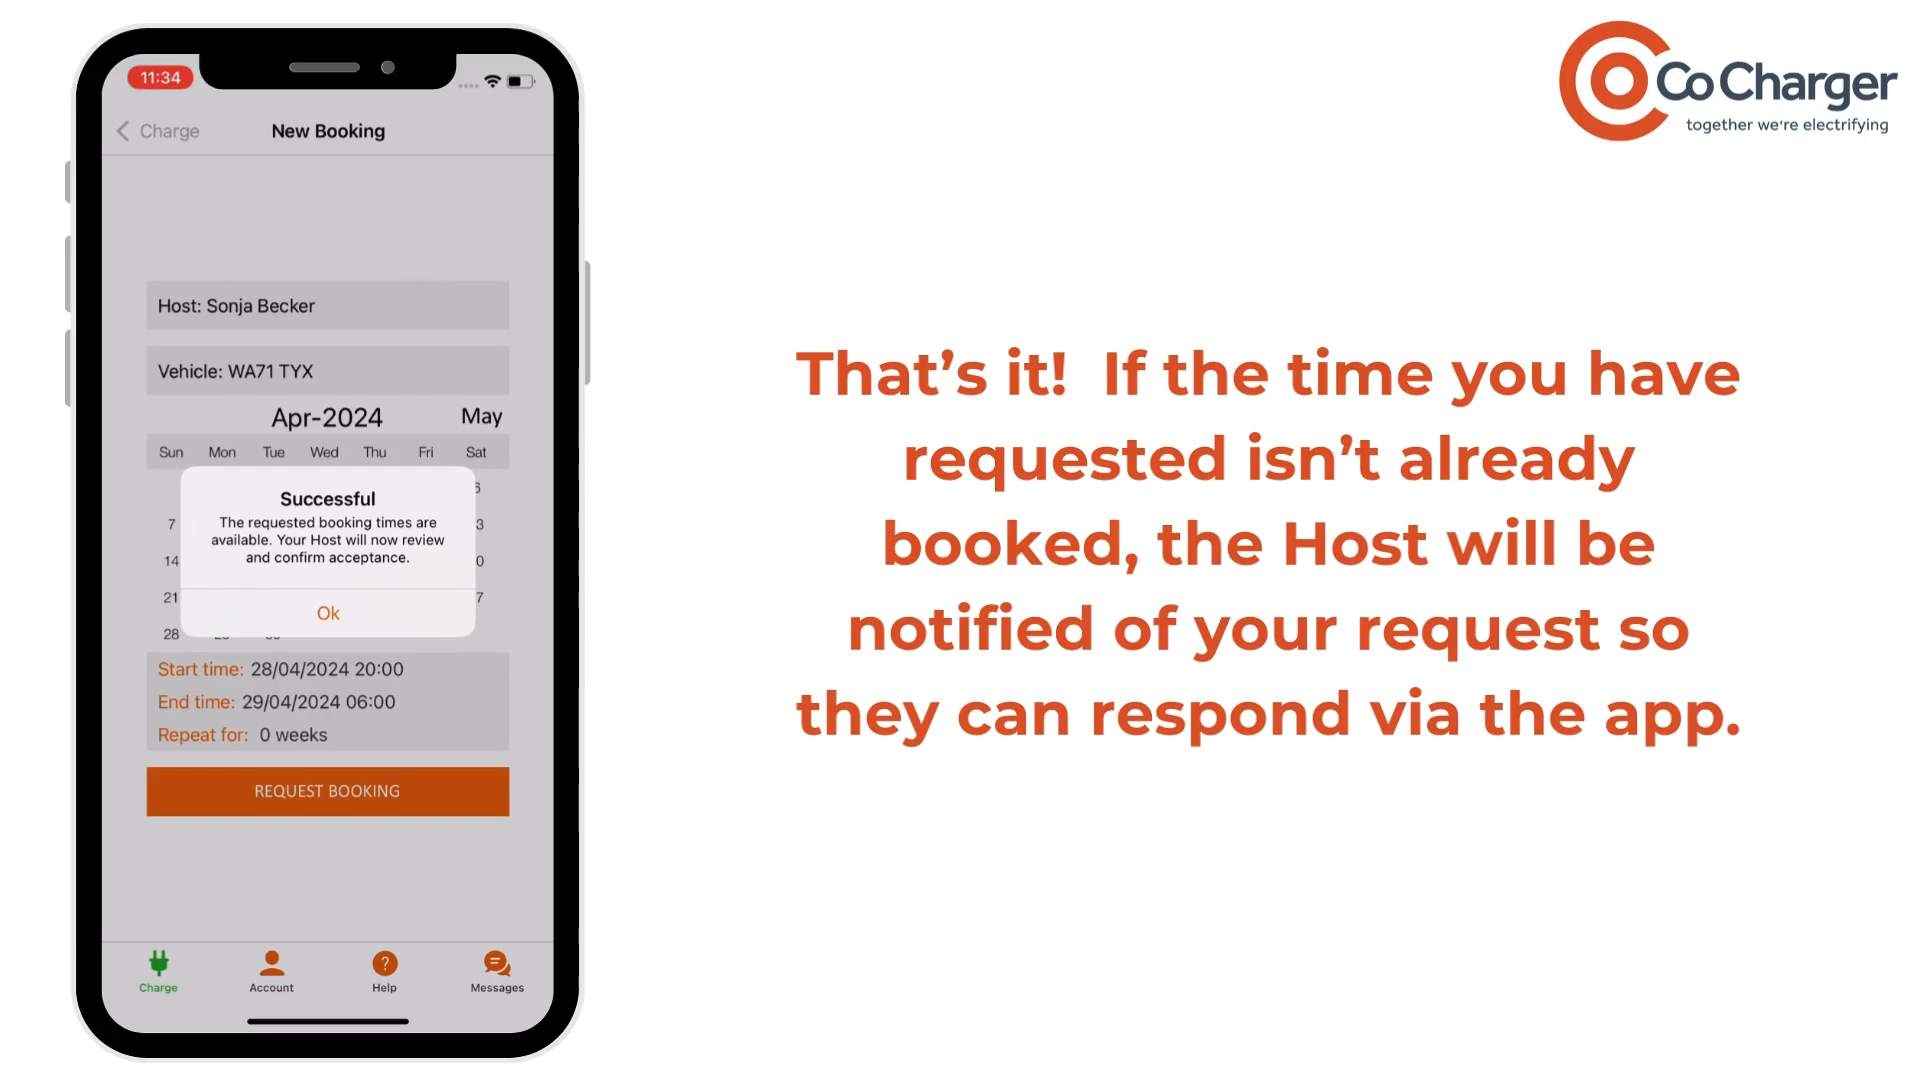 11:34
Charge
New Booking
Host: Sonja Becker
Vehicle: WA71 TYX
Apr-2024
May
Sun Mon Tue Wed Thu Fri Sat
7
14
21
28
Successful
The requested booking times are
available. Your Host will now review
and confirm acceptance.
Ok
Start time: 28/04/2024 20:00
End time: 29/04/2024 06:00
Repeat for: 0 weeks
REQUEST BOOKING
Charge
Account
Help
Messages
Co Charger
together we're electrifying
That's it! If the time you have
requested isn't already
booked, the Host will be
notified of your request so
they can respond via the app.